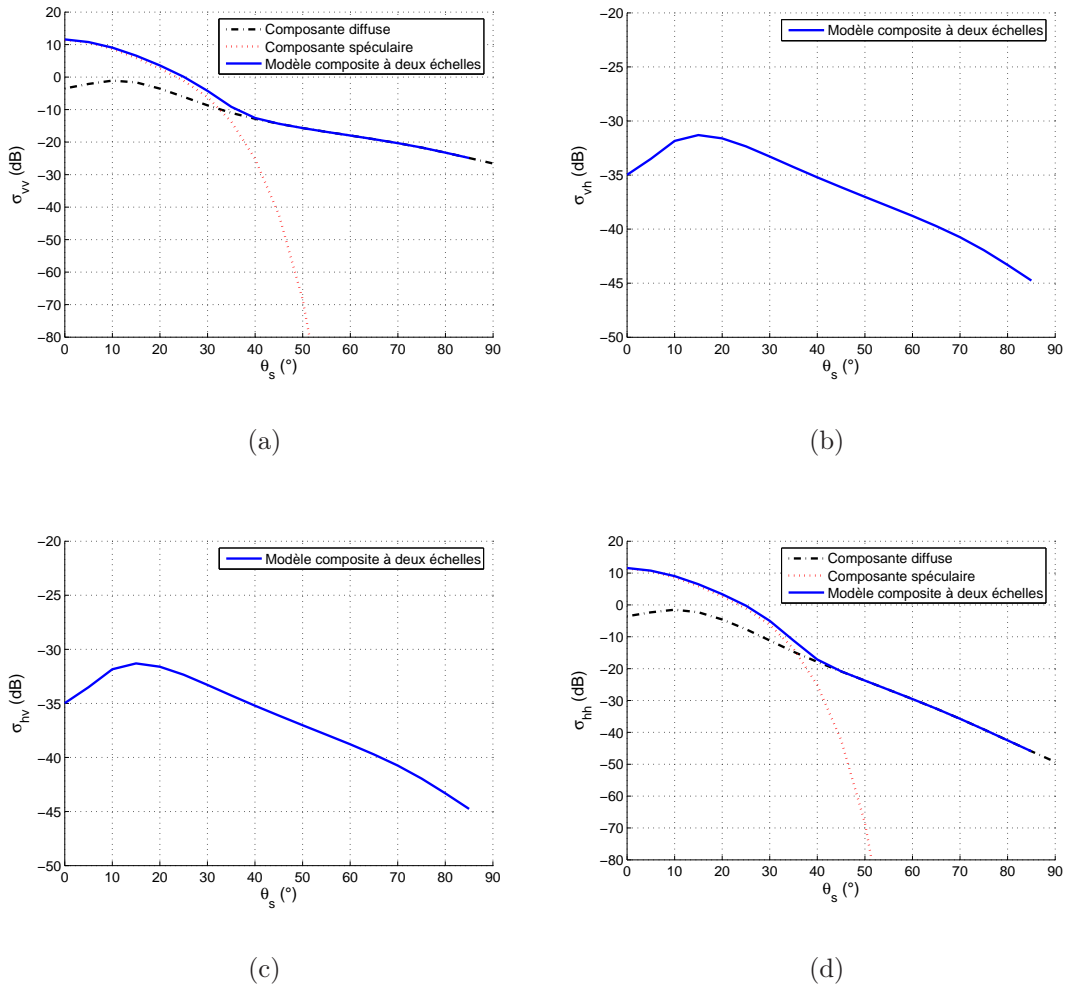 20
10
0
−10
−20
−30
−40
−50
−60
−70
−80
σvv (dB)
Composante diffuse
Composante spéculaire
Modèle composite à deux échelles
0 10 20 30 40 50 60 70 80 90
θs (°)
(a)
−20
−25
−30
−35
−40
−45
−50
σvh (dB)
Modèle composite à deux échelles
0 10 20 30 40 50 60 70 80 90
θs (°)
(b)
−20
−25
−30
−35
−40
−45
−50
σhv (dB)
Modèle composite à deux échelles
0 10 20 30 40 50 60 70 80 90
θs (°)
(c)
20
10
0
−10
−20
−30
−40
−50
−60
−70
−80
σhh (dB)
Composante diffuse
Composante spéculaire
Modèle composite à deux échelles
0 10 20 30 40 50 60 70 80 90
θs (°)
(d)